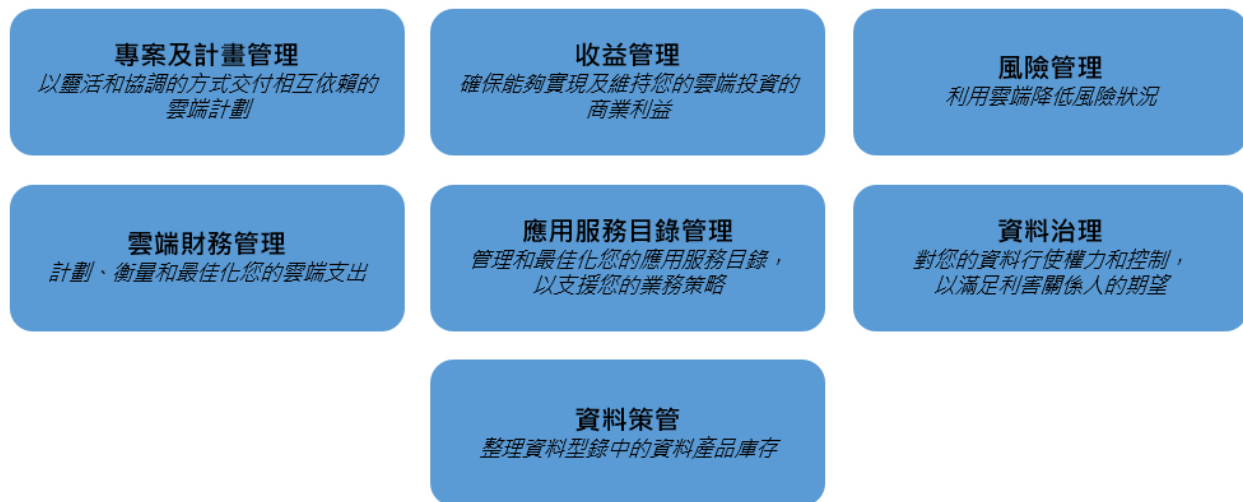 專案及計畫管理
以靈活和協調的方式交付相互依賴的
雲端計劃
收益管理
確保能夠實現及維持您的雲端投資的
商業利益
風險管理
利用雲端降低風險狀況
雲端財務管理
計劃、衡量和最佳化您的雲端支出
應用服務目錄管理
管理和最佳化您的應用服務目錄，
以支援您的業務策略
資料治理
對您的資料行使權力和控制，
以滿足利害關係人的期望
資料策管
整理資料型錄中的資料產品庫存